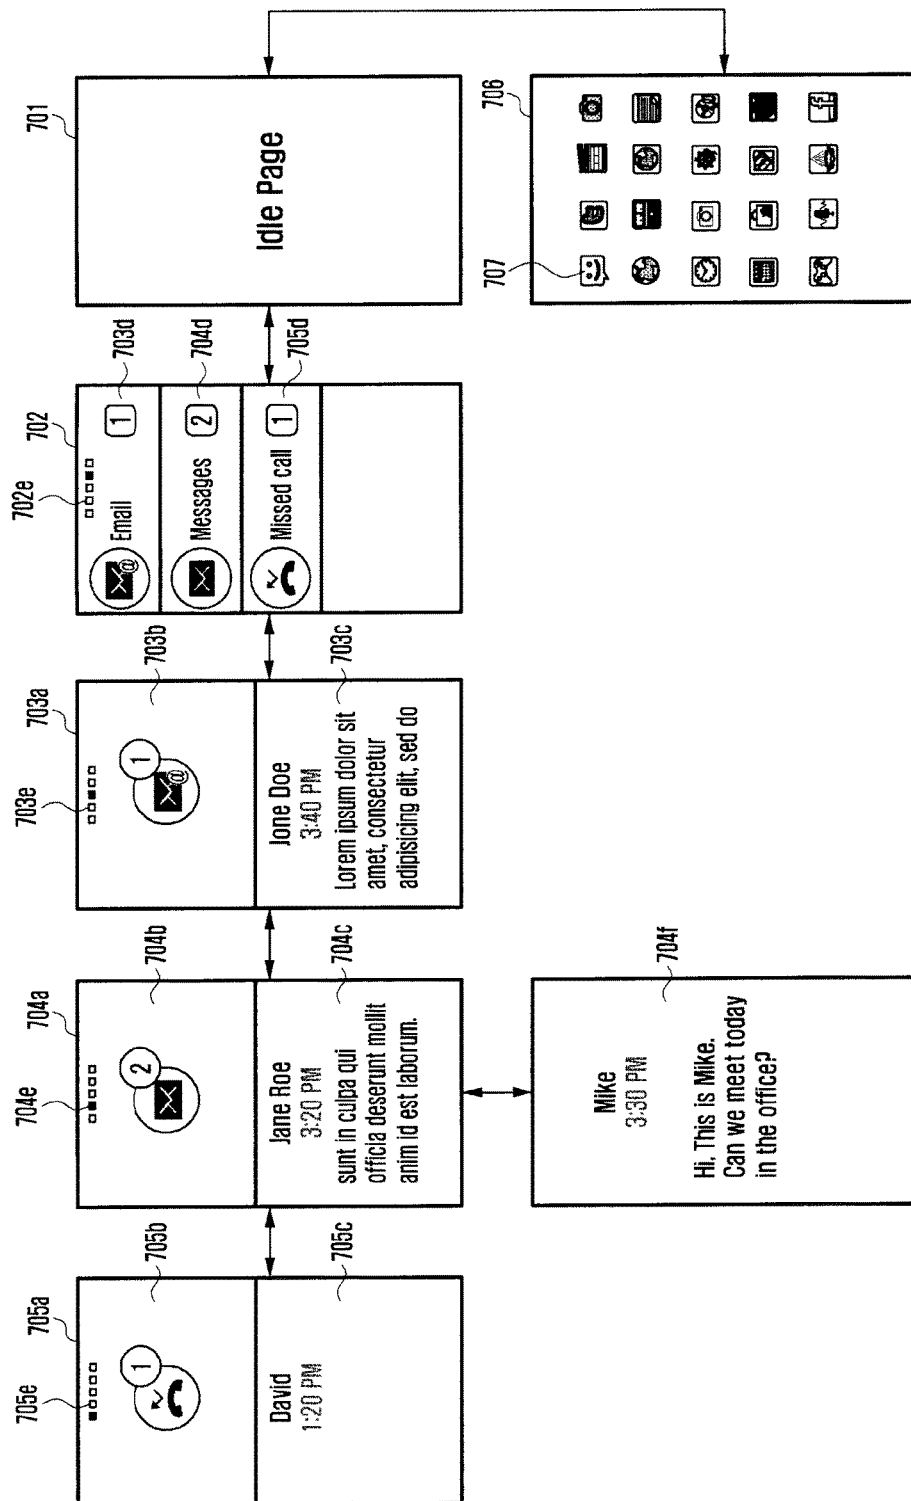 705e
705a
1
705b
David
1:20 PM
705c
704e
704a
2
704b
Jane Roe
3:20 PM
sunt in culpa qui
officia deserunt mollit
anim id est laborum.
704c
Mike
3:30 PM
Hi, This is Mike.
Can we meet today
in the office?
704f
703e
703a
1
@
703b
Jone Doe
3:40 PM
Lorem ipsum dolor sit
amet, consectetur
adipisicing elit, sed do
703c
702e
702
@
Email 1
703d
Messages 2
704d
Missed call 1
705d
701
Idle Page
706
707
f